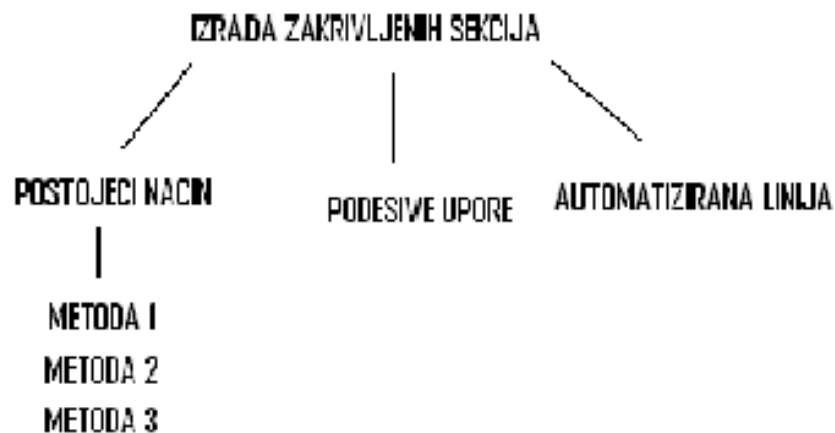 IZRADA ZAKRIVLJENIH SEKCIJA
POSTOJECI NACIN
PODESIVE UPORE
AUTOMATIZIRANA LINIJA
METODA 1
METODA 2
METODA 3